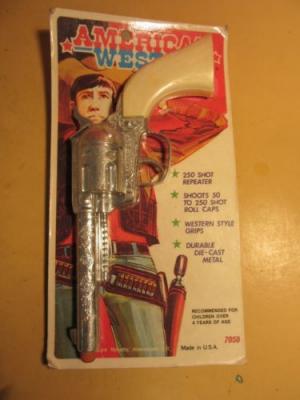 AMERICAN
WEST
250 SHOT
REPEATER
SHOOTS 50
TO 250 SHOT
ROLL CAPS
WESTERN STYLE
GRIPS
DURABLE
DIE-CAST
METAL
RECOMMENDED FOR
CHILDREN OVER
4 YEARS OF AGE
7050
Made in U.S.A.